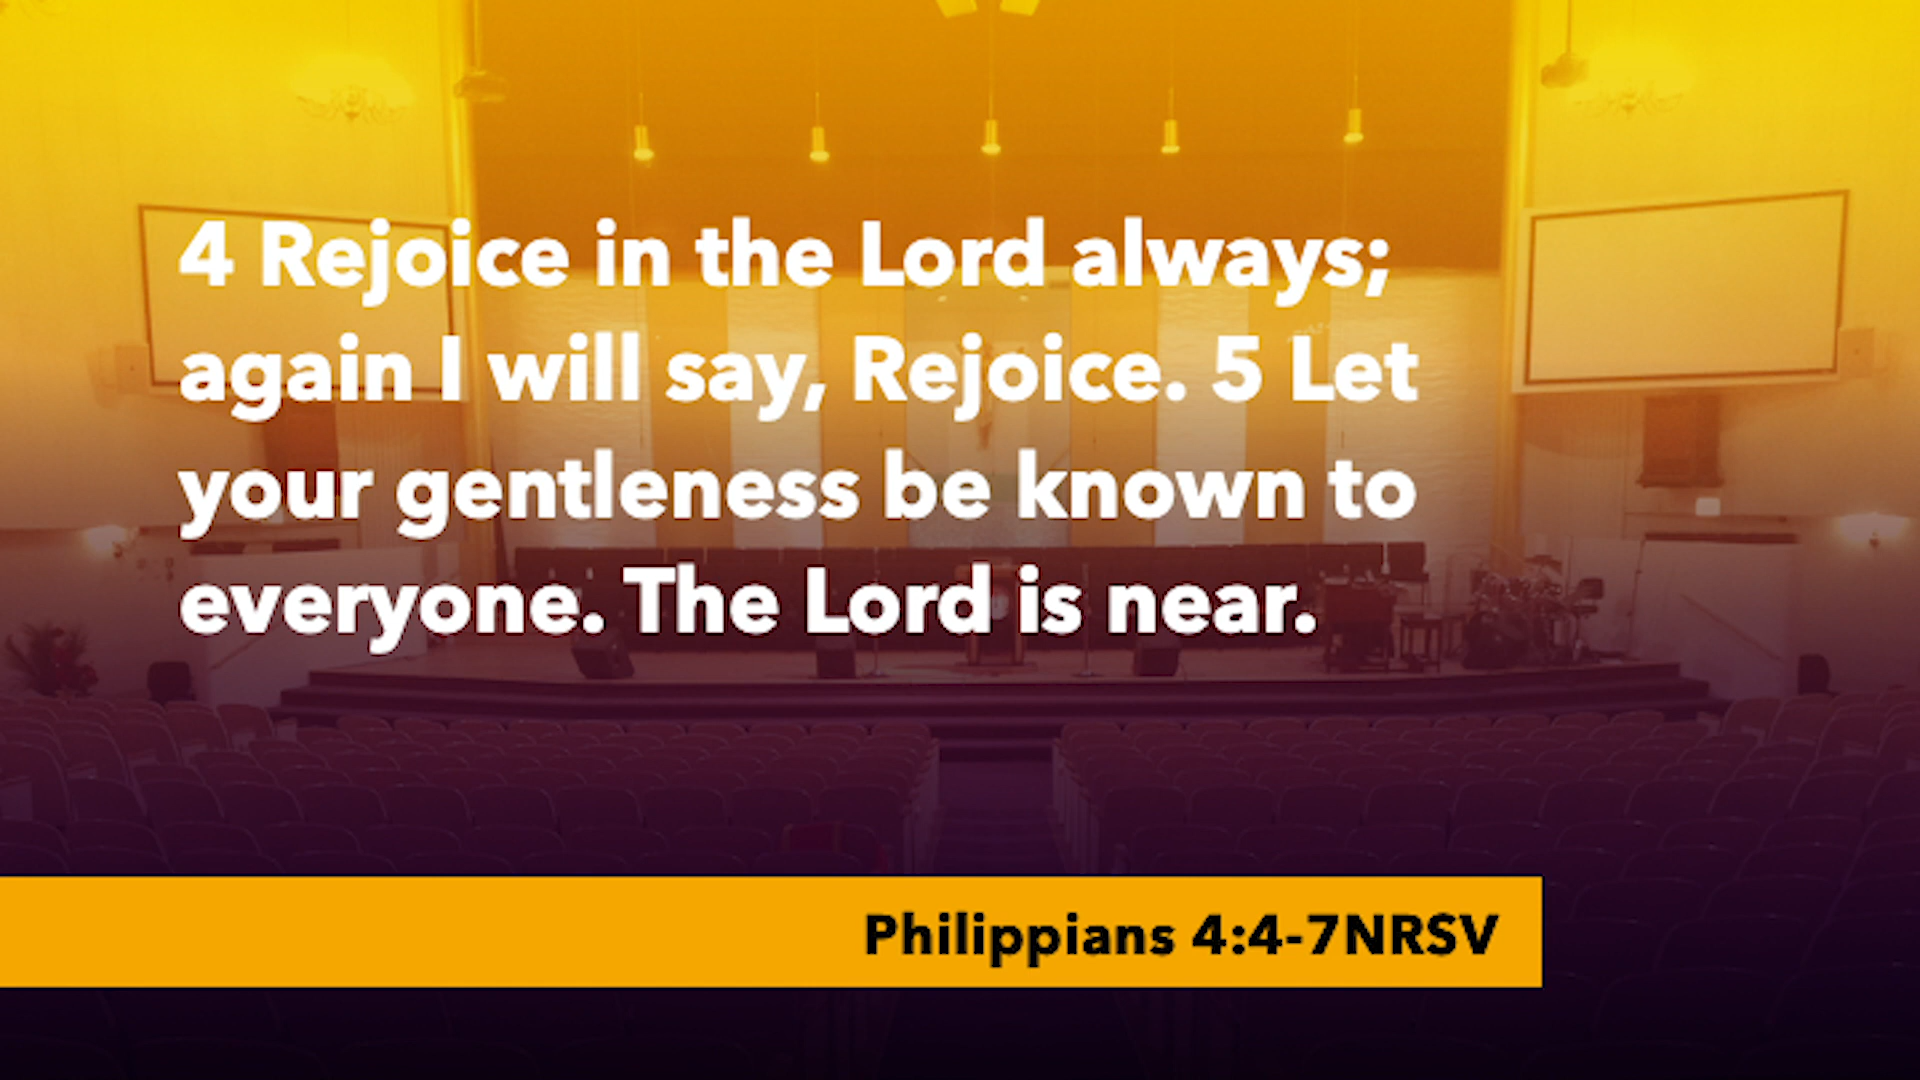 4 Rejoice in the Lord always;
again I will say, Rejoice. 5 Let
your gentleness be known to
everyone. The Lord is near.
Philippians 4:4-7NRSV